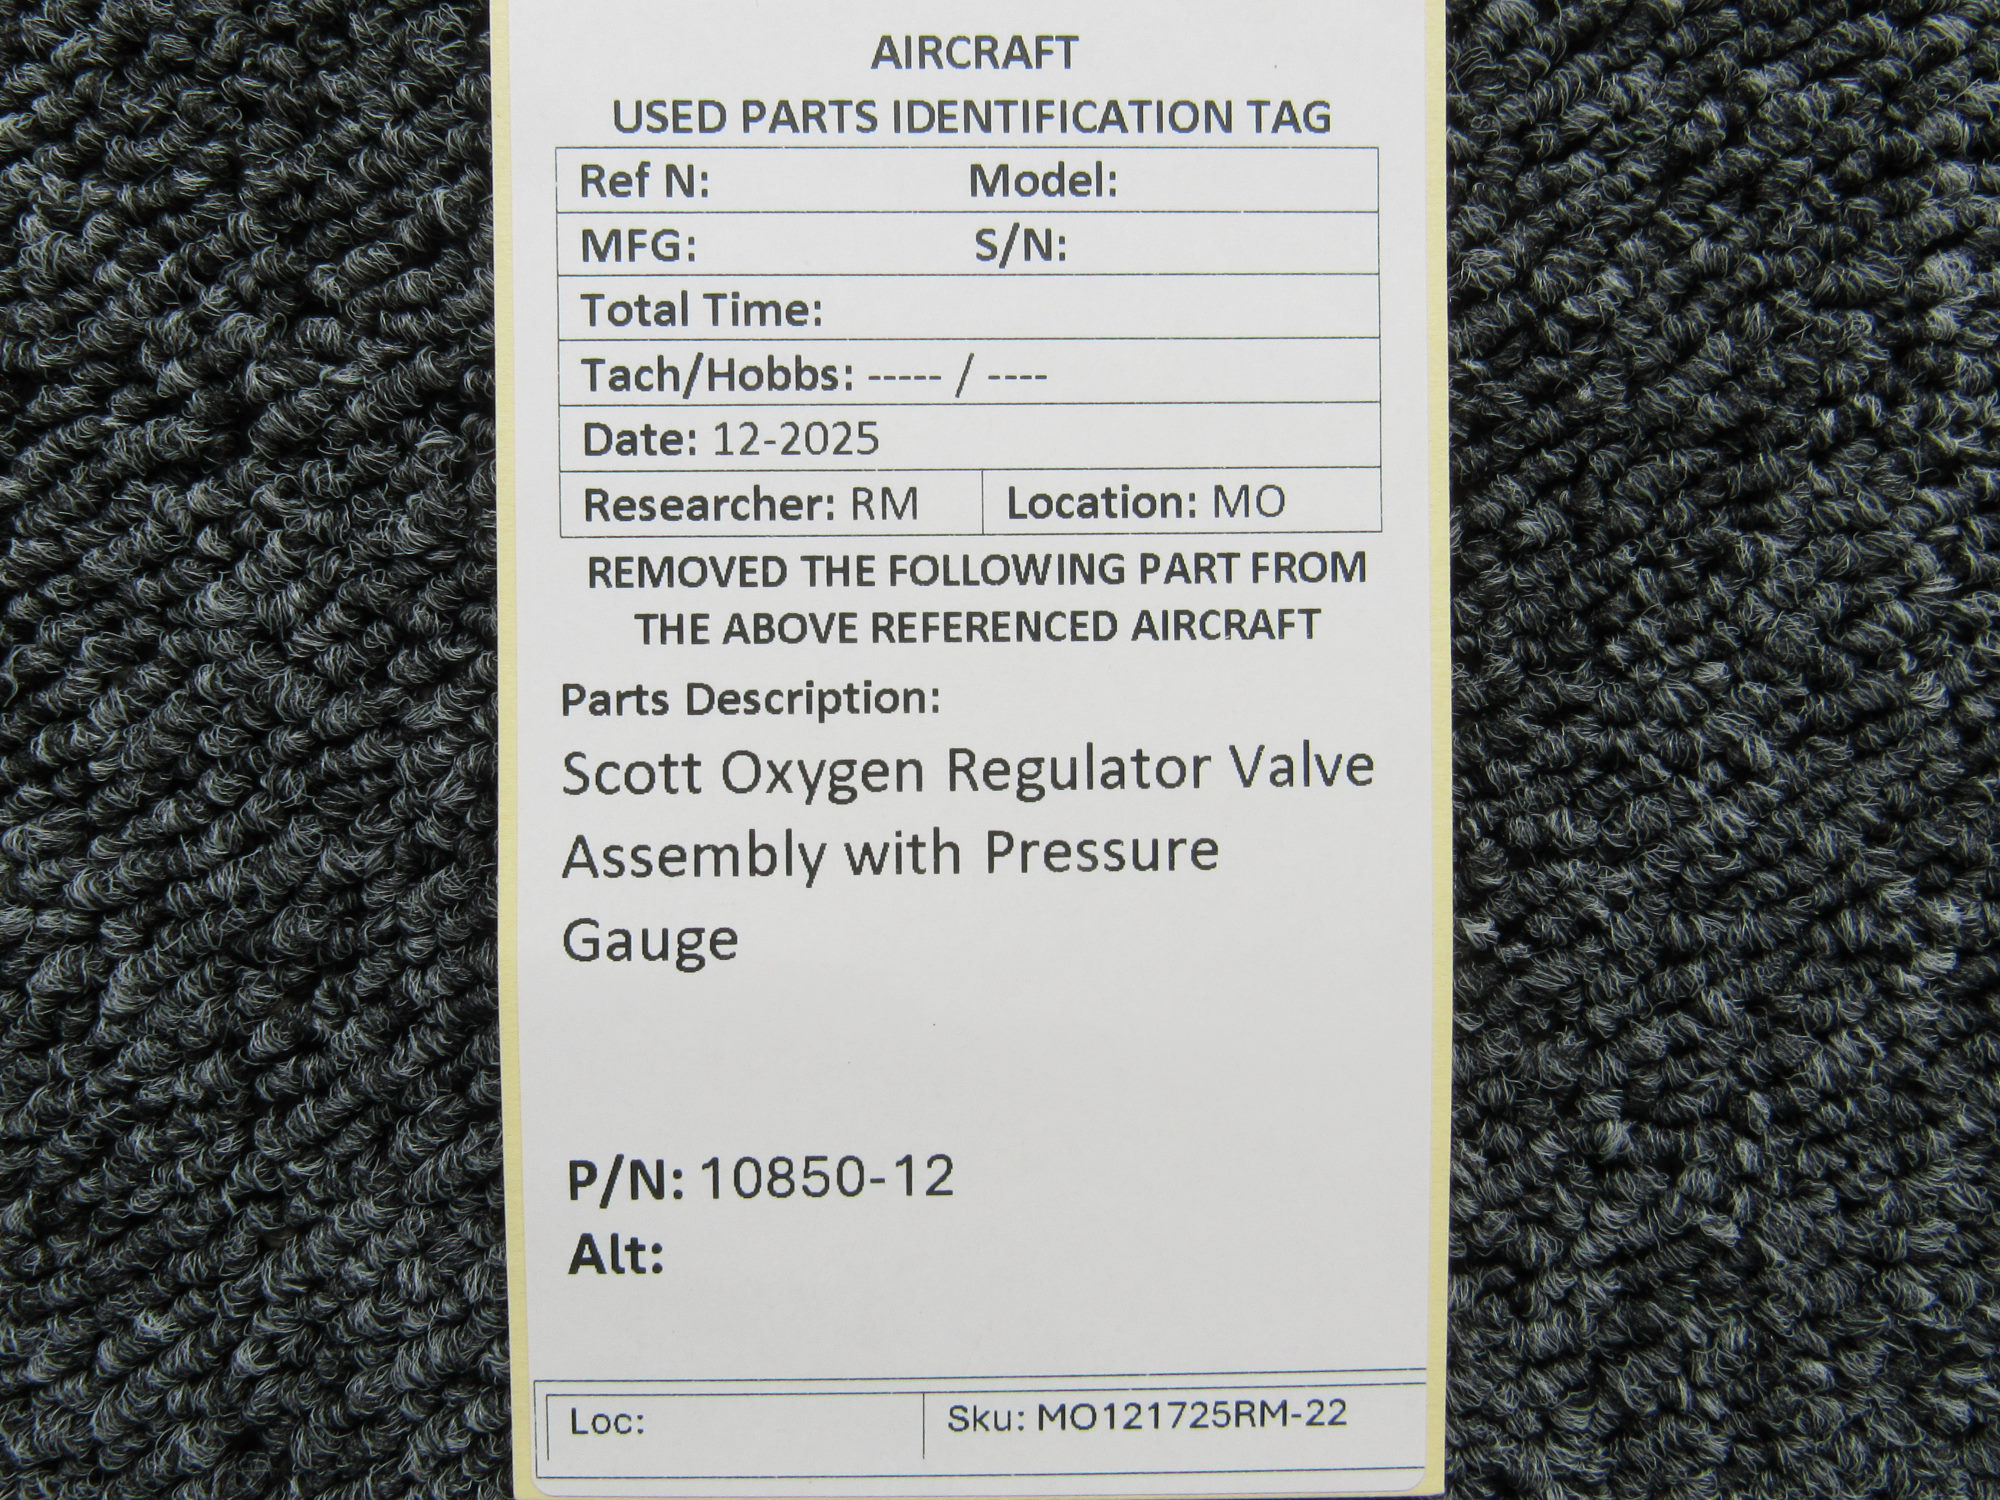 AIRCRAFT
USED PARTS IDENTIFICATION TAG
Ref N: Model:
MFG: S/N:
Total Time:
Tach/Hobbs: ----- / ----
Date: 12-2025
Researcher: RM Location: MO
REMOVED THE FOLLOWING PART FROM
THE ABOVE REFERENCED AIRCRAFT
Parts Description:
Scott Oxygen Regulator Valve
Assembly with Pressure
Gauge
P/N: 10850-12
Alt:
Loc: Sku: MO121725RM-22